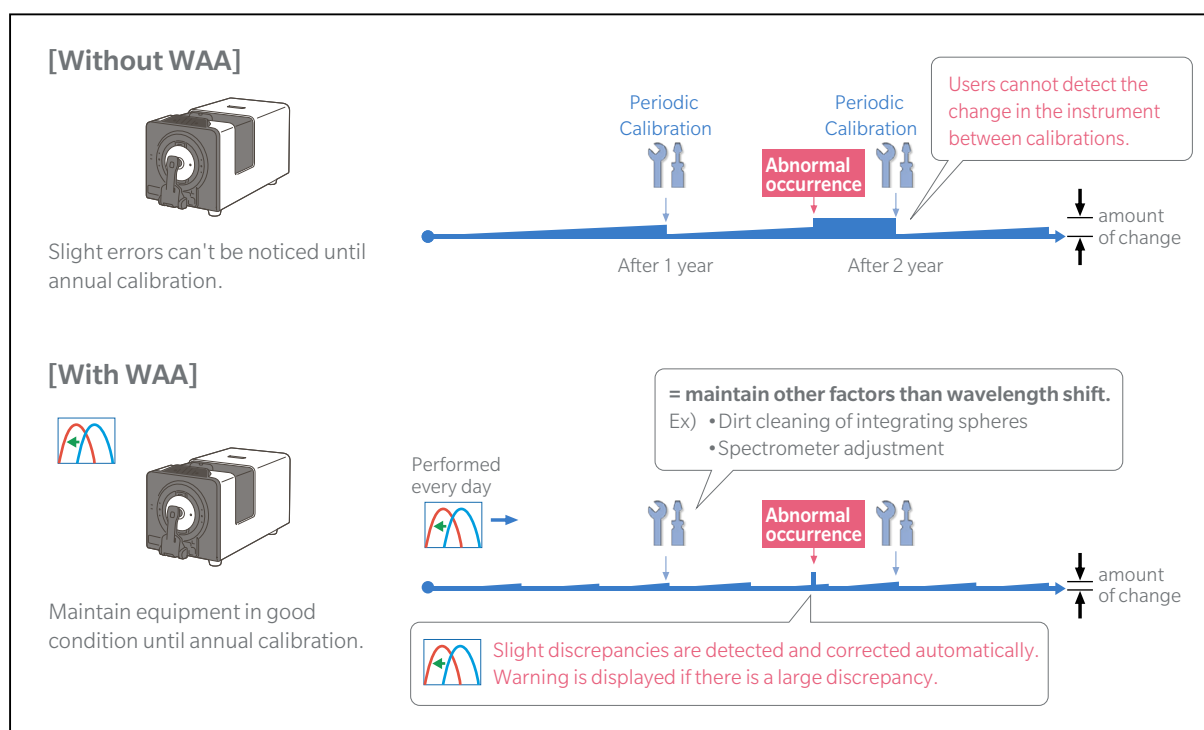 [Without WAA]
Slight errors can't be noticed until
annual calibration.
Periodic
Calibration
Abnormal
occurrence
Periodic
Calibration
Users cannot detect the
change in the instrument
between calibrations.
amount
of change
After 1 year
After 2 year
[With WAA]
Maintain equipment in good
condition until annual calibration.
Performed
every day
= maintain other factors than wavelength shift.
Ex) •Dirt cleaning of integrating spheres
•Spectrometer adjustment
Abnormal
occurrence
amount
of change
Slight discrepancies are detected and corrected automatically.
Warning is displayed if there is a large discrepancy.